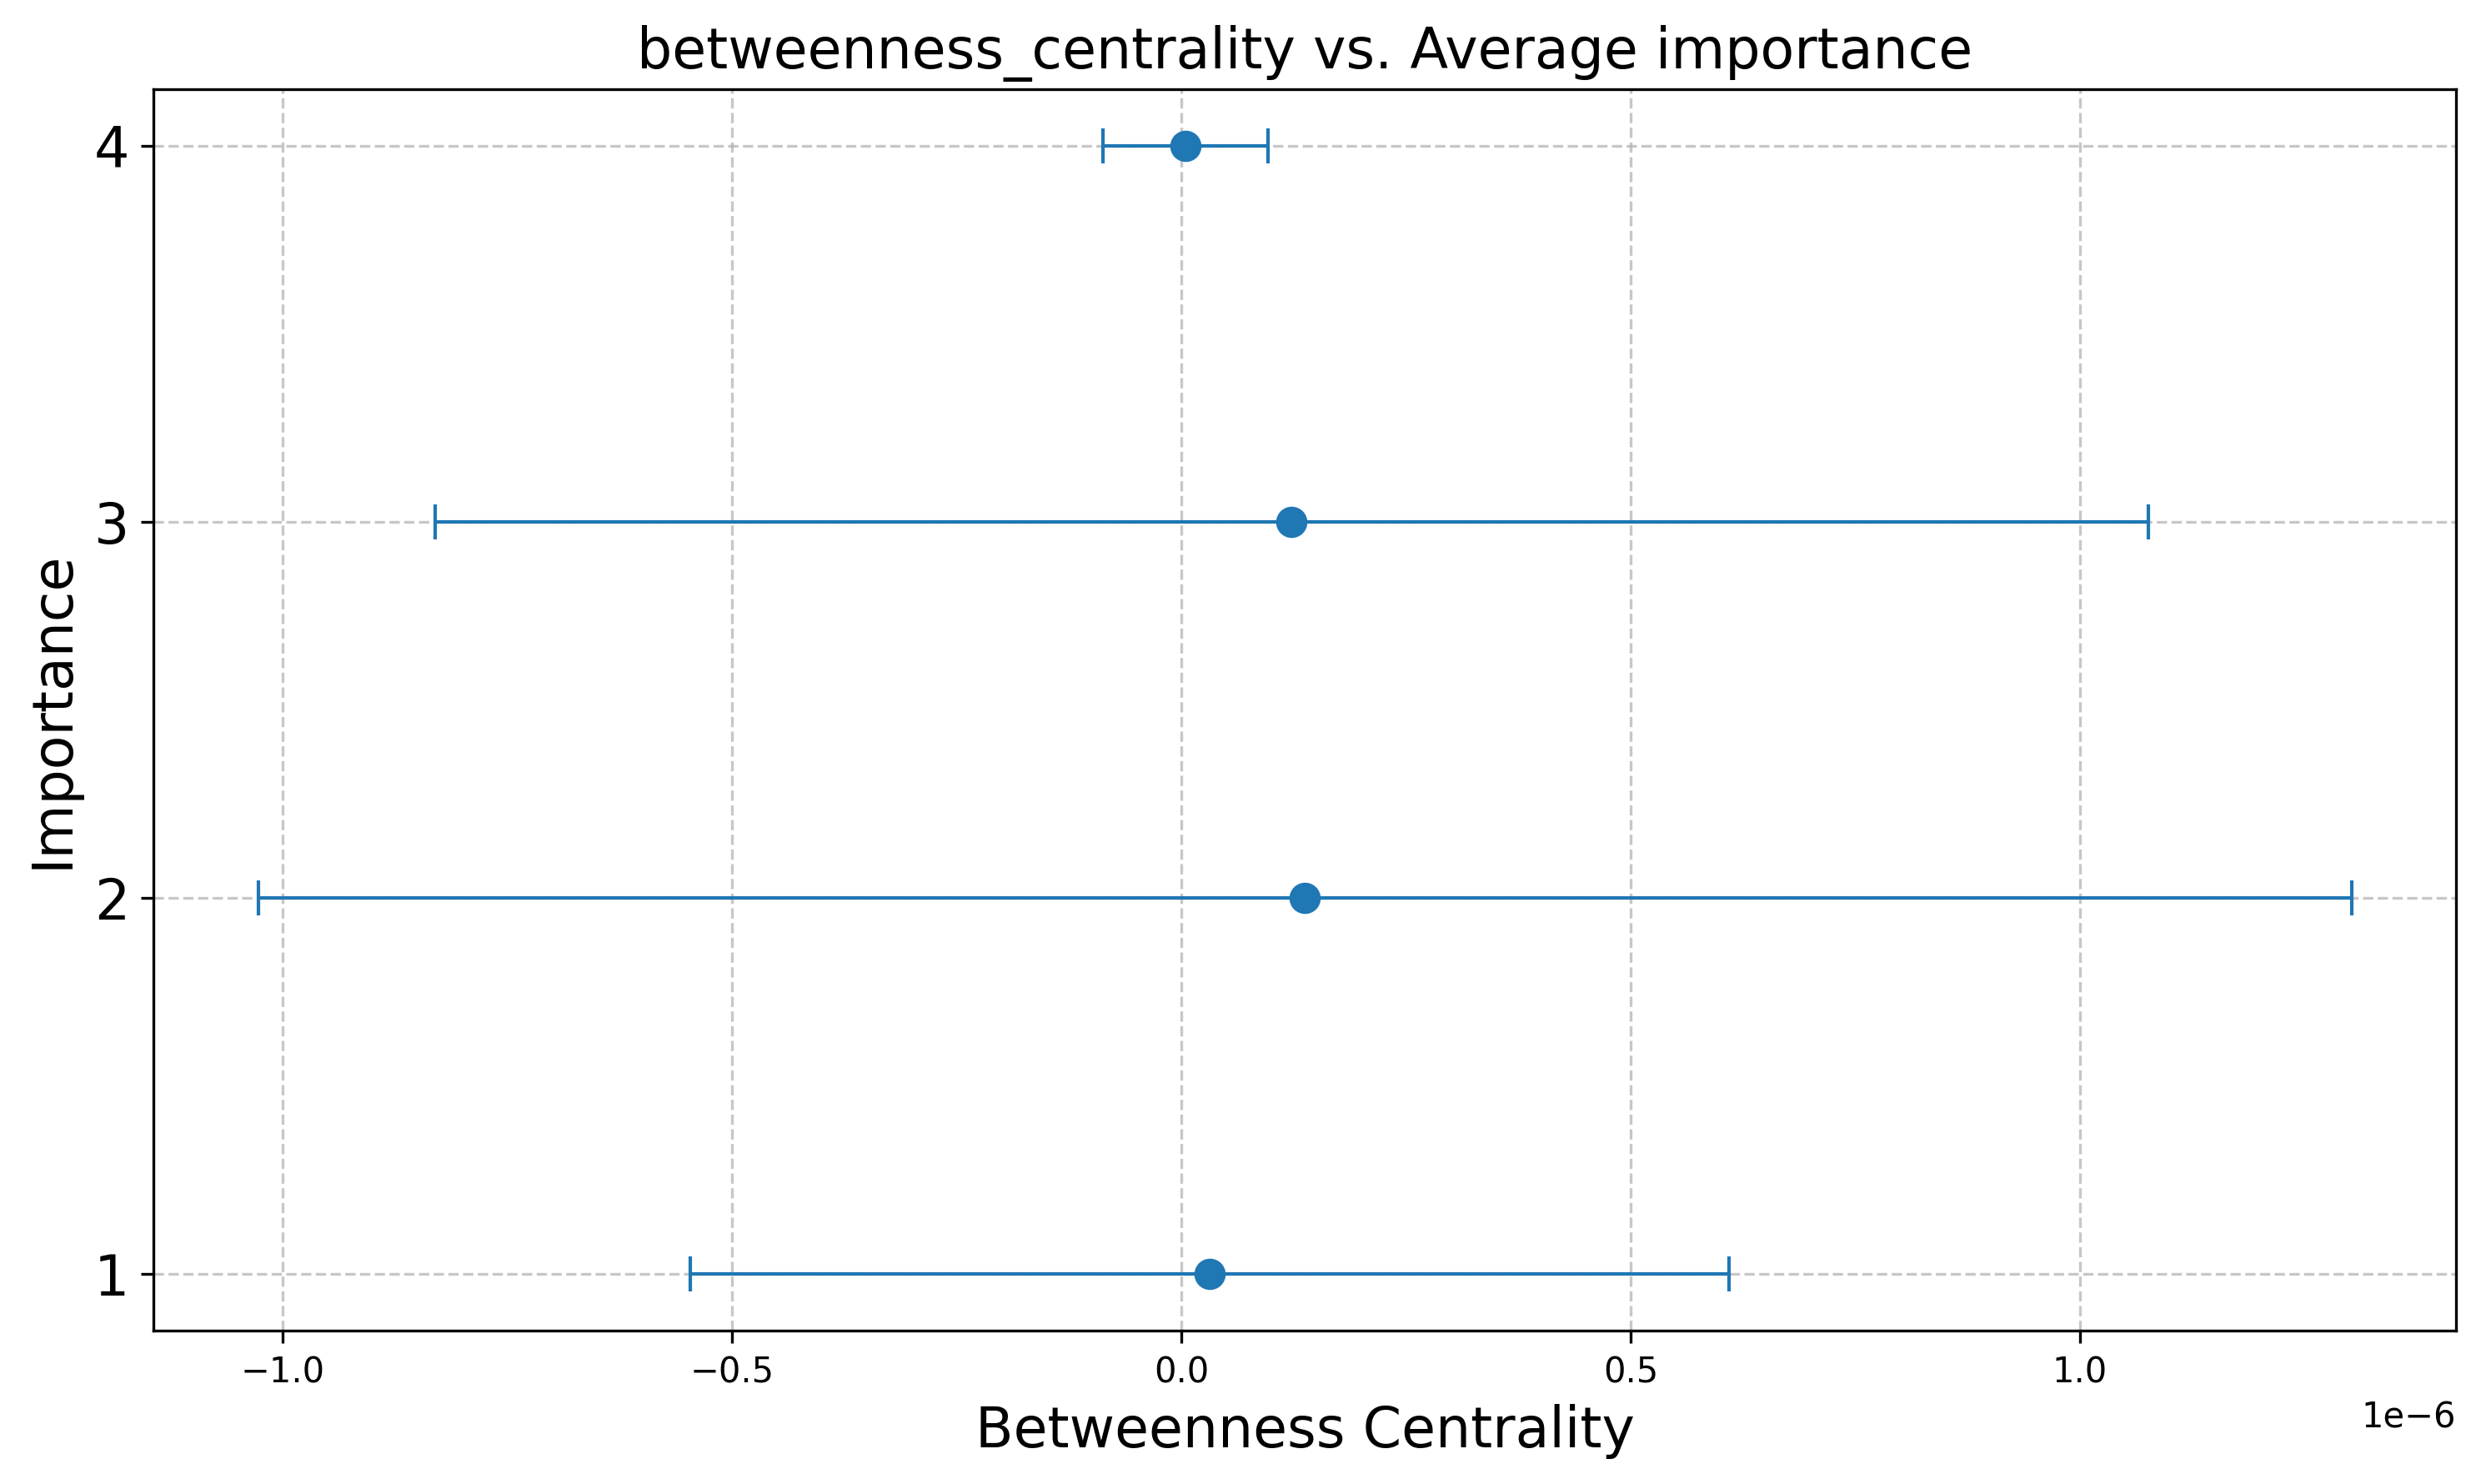 betweenness_centrality vs. Average importance
4
3
2
1
Importance
−1.0 −0.5 0.0 0.5 1.0
1e−6
Betweenness Centrality